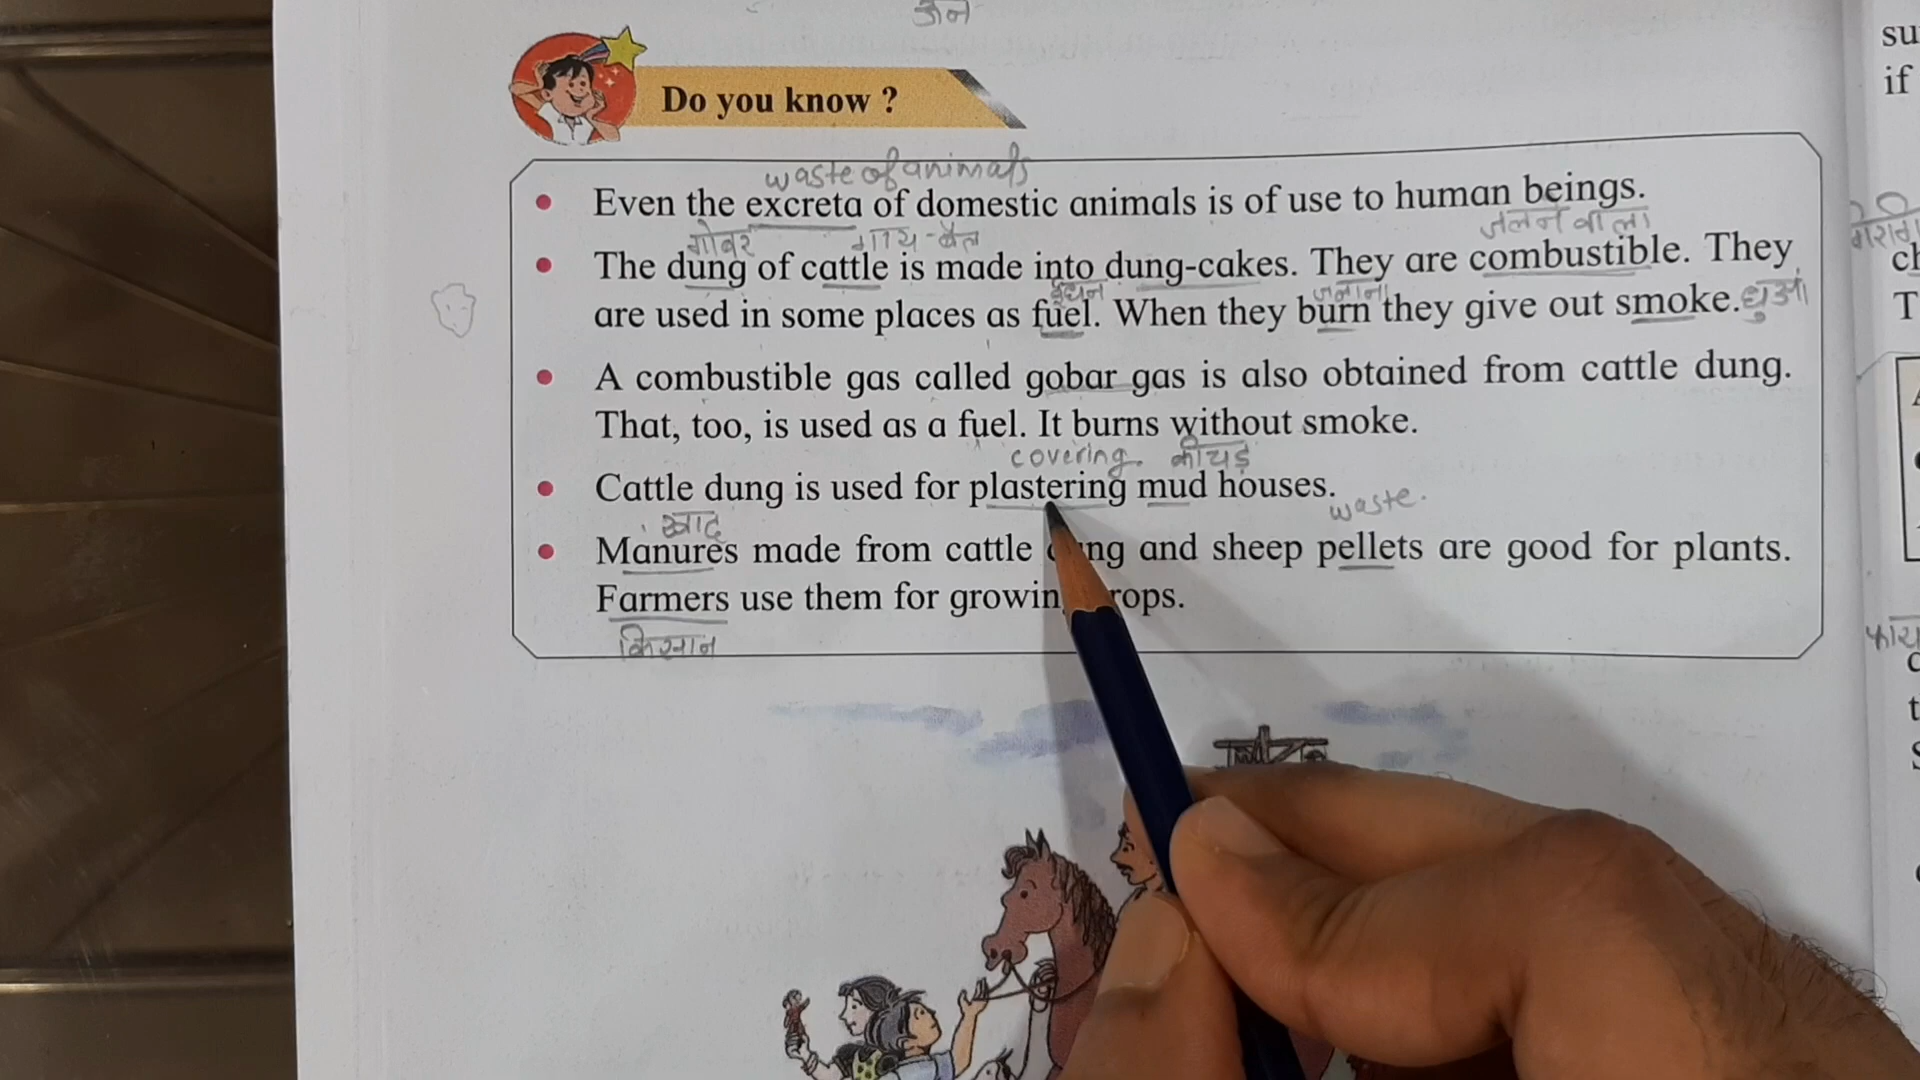 Do you know ?
waste of animals
Even the excreta of domestic animals is of use to human beings.
गोबर गाय-बैल जलने वाला
The dung of cattle is made into dung-cakes. They are combustible. They
ईंधन जलाना
are used in some places as fuel. When they burn they give out smoke. धुआँ
A combustible gas called gobar gas is also obtained from cattle dung.
That, too, is used as a fuel. It burns without smoke.
covering. कीचड़
Cattle dung is used for plastering mud houses.
खाद waste.
Manures made from cattle dung and sheep pellets are good for plants.
Farmers use them for growing crops.
किसान
su
if